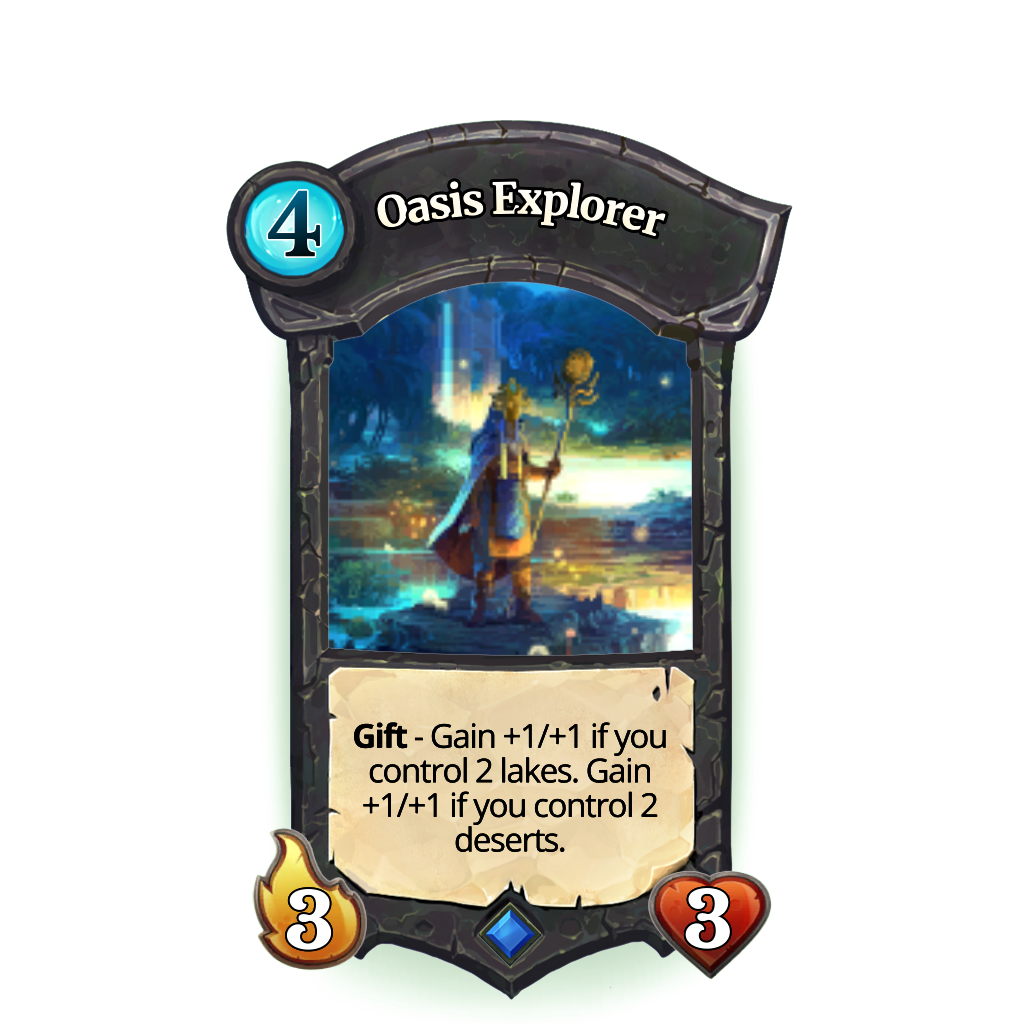 4
Oasis Explorer
Gift - Gain +1/+1 if you
control 2 lakes. Gain
+1/+1 if you control 2
deserts.
3
3